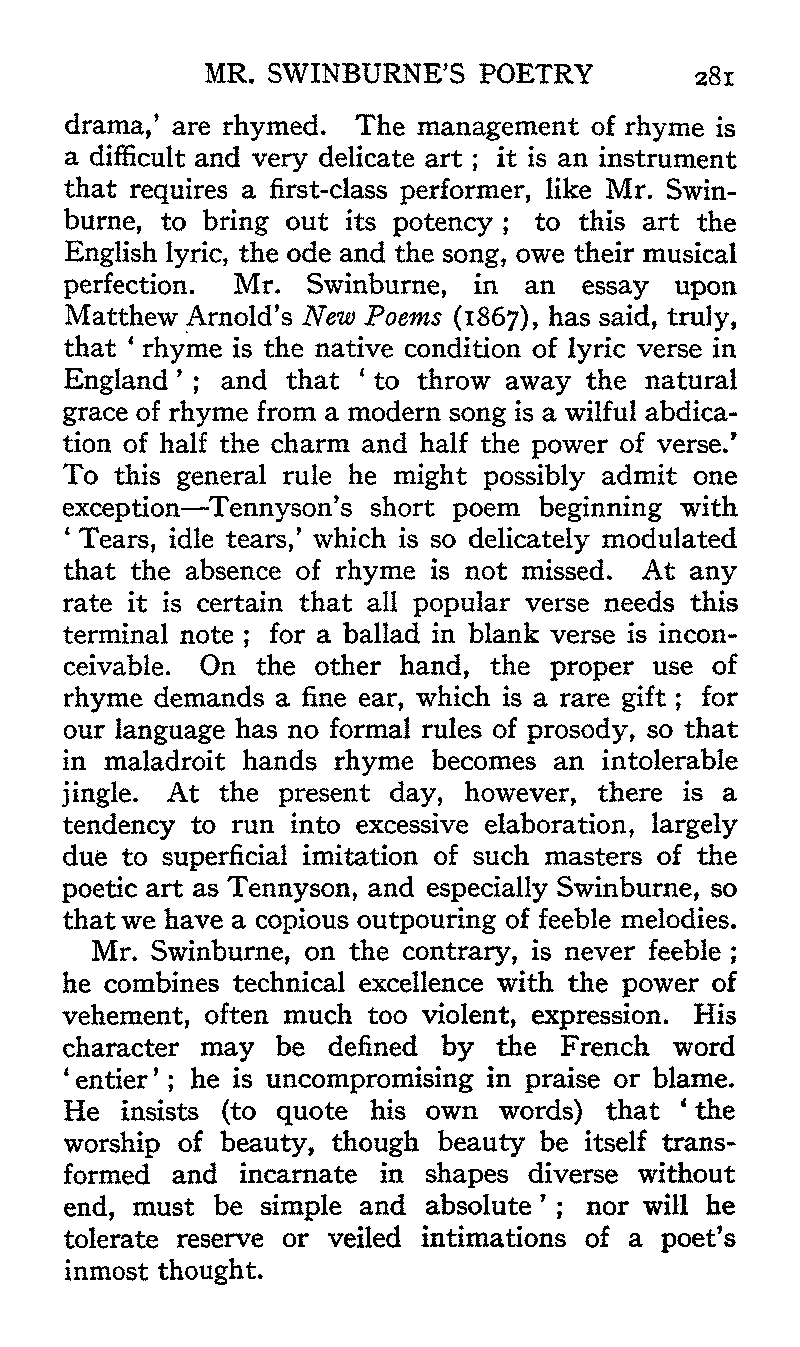 MR. SWINBURNE'S POETRY 281
drama,' are rhymed. The management of rhyme is
a difficult and very delicate art ; it is an instrument
that requires a first-class performer, like Mr. Swin-
burne, to bring out its potency ; to this art the
English lyric, the ode and the song, owe their musical
perfection. Mr. Swinburne, in an essay upon
Matthew Arnold's New Poems (1867), has said, truly,
that ‘ rhyme is the native condition of lyric verse in
England ’ ; and that ‘ to throw away the natural
grace of rhyme from a modern song is a wilful abdica-
tion of half the charm and half the power of verse.’
To this general rule he might possibly admit one
exception—Tennyson's short poem beginning with
‘ Tears, idle tears,’ which is so delicately modulated
that the absence of rhyme is not missed. At any
rate it is certain that all popular verse needs this
terminal note ; for a ballad in blank verse is incon-
ceivable. On the other hand, the proper use of
rhyme demands a fine ear, which is a rare gift ; for
our language has no formal rules of prosody, so that
in maladroit hands rhyme becomes an intolerable
jingle. At the present day, however, there is a
tendency to run into excessive elaboration, largely
due to superficial imitation of such masters of the
poetic art as Tennyson, and especially Swinburne, so
that we have a copious outpouring of feeble melodies.
Mr. Swinburne, on the contrary, is never feeble ;
he combines technical excellence with the power of
vehement, often much too violent, expression. His
character may be defined by the French word
‘ entier ’ ; he is uncompromising in praise or blame.
He insists (to quote his own words) that ‘ the
worship of beauty, though beauty be itself trans-
formed and incarnate in shapes diverse without
end, must be simple and absolute ’ ; nor will he
tolerate reserve or veiled intimations of a poet's
inmost thought.